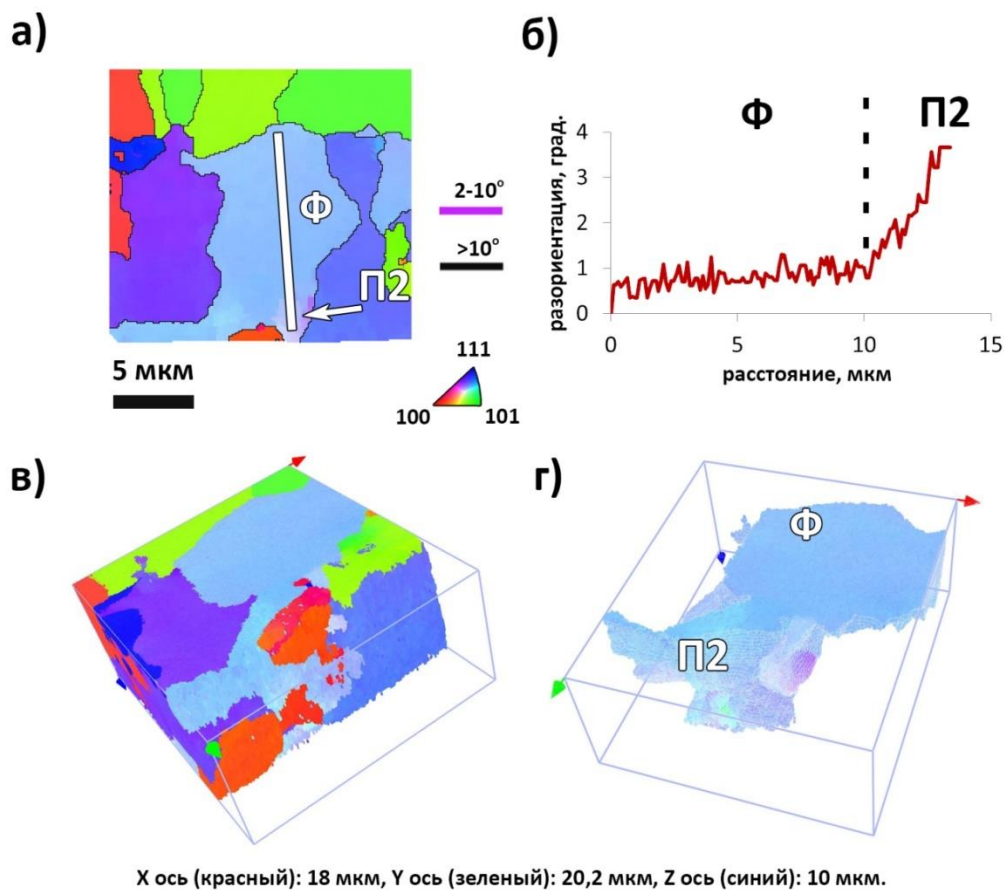 а)
Ф
П2
5 мкм
2-10°
>10°
111
100
101
б)
Ф
П2
разориентация, град.
4
3
2
1
0
0
5
10
15
расстояние, мкм
в)
г)
Ф
П2
X ось (красный): 18 мкм, Y ось (зеленый): 20,2 мкм, Z ось (синий): 10 мкм.